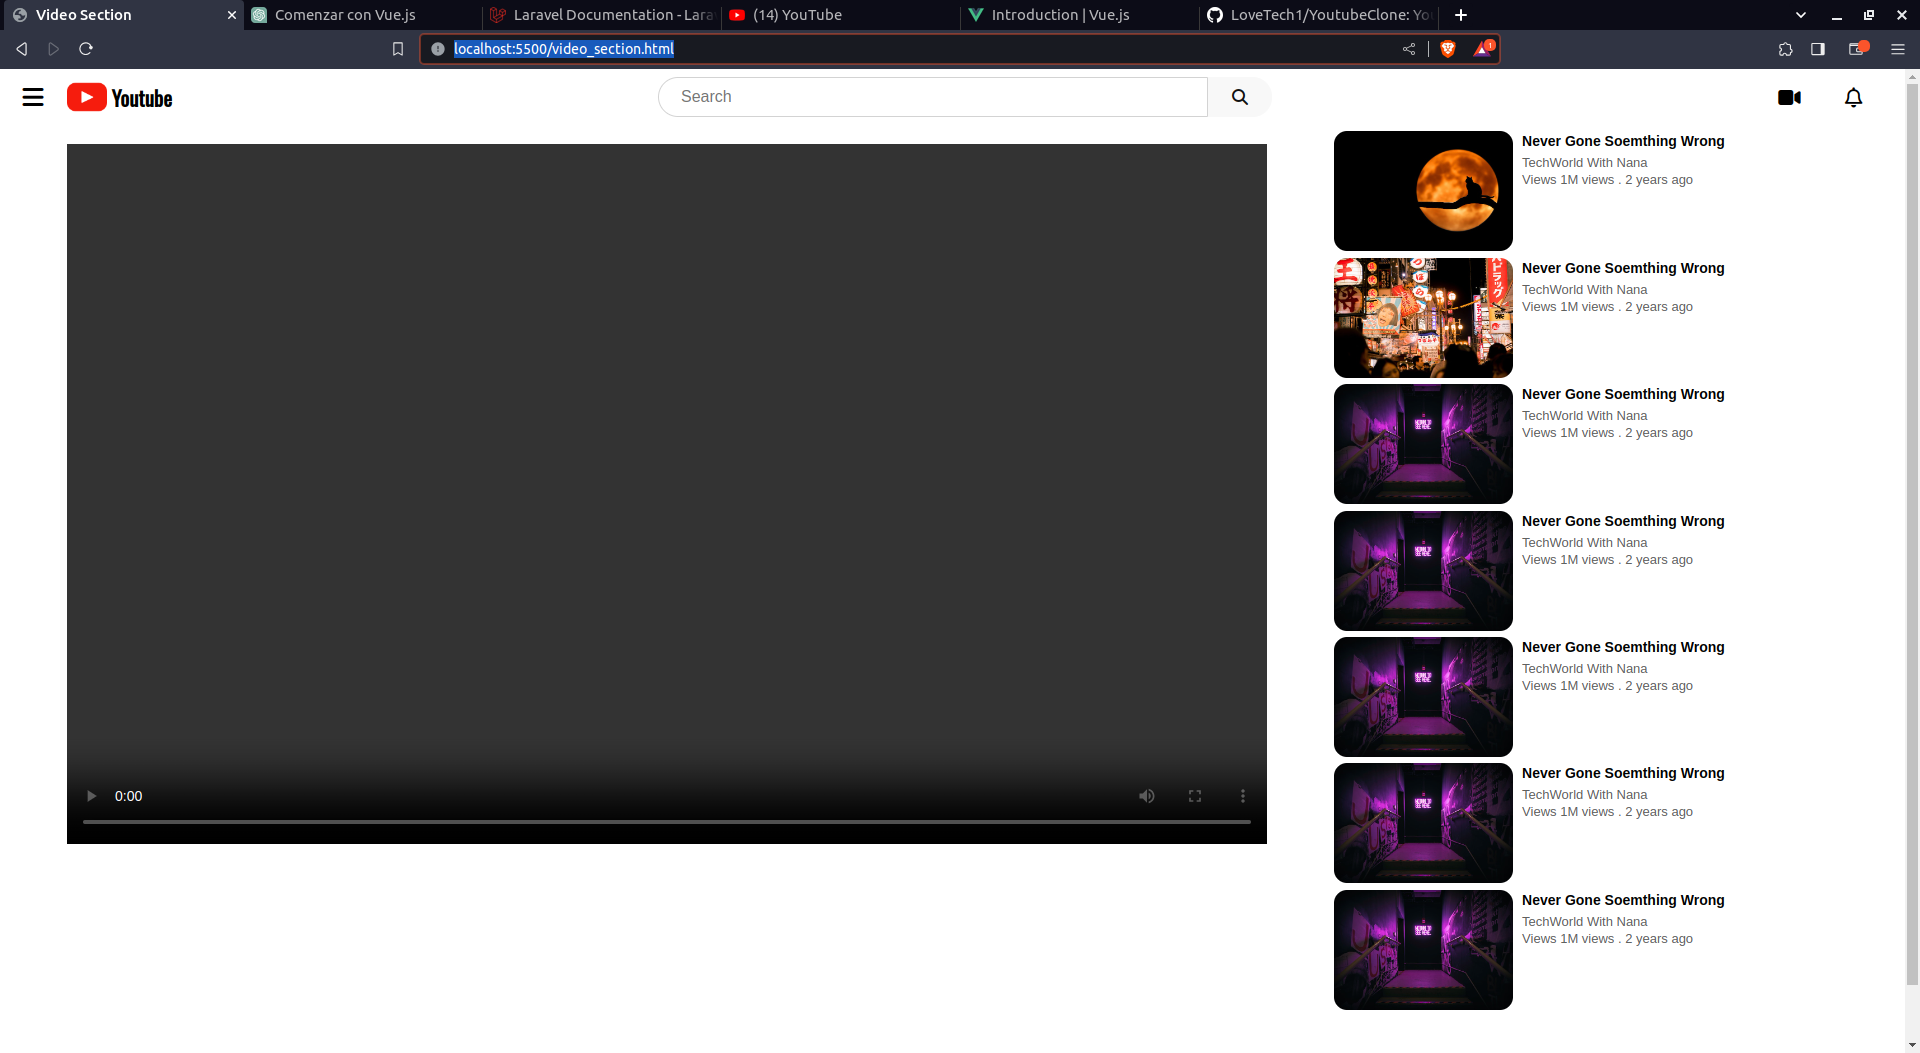 Video Section
Comenzar con Vue.js
Laravel Documentation - Lara
(14) YouTube
Introduction | Vue.js
LoveTech1/YoutubeClone: Yo
localhost:5500/video_section.html
1
Youtube
Search
Never Gone Soemthing Wrong
TechWorld With Nana
Views 1M views . 2 years ago
Never Gone Soemthing Wrong
TechWorld With Nana
Views 1M views . 2 years ago
Never Gone Soemthing Wrong
TechWorld With Nana
Views 1M views . 2 years ago
Never Gone Soemthing Wrong
TechWorld With Nana
Views 1M views . 2 years ago
Never Gone Soemthing Wrong
TechWorld With Nana
Views 1M views . 2 years ago
Never Gone Soemthing Wrong
TechWorld With Nana
Views 1M views . 2 years ago
0:00
Never Gone Soemthing Wrong
TechWorld With Nana
Views 1M views . 2 years ago